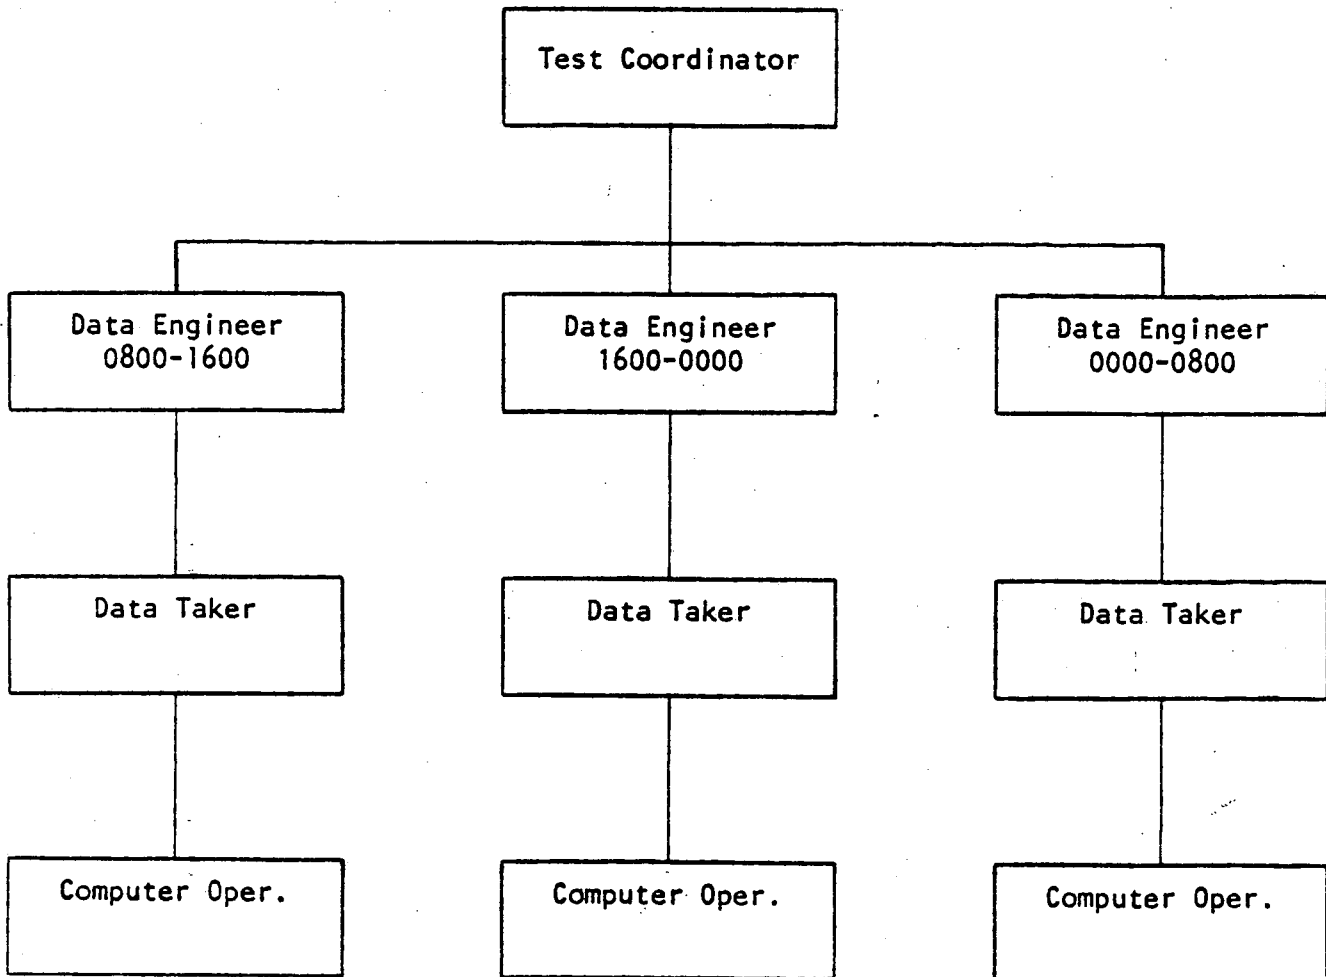 Test Coordinator
Data Engineer
0800-1600
Data Engineer
1600-0000
Data Engineer
0000-0800
Data Taker
Data Taker
Data Taker
Computer Oper.
Computer Oper.
Computer Oper.